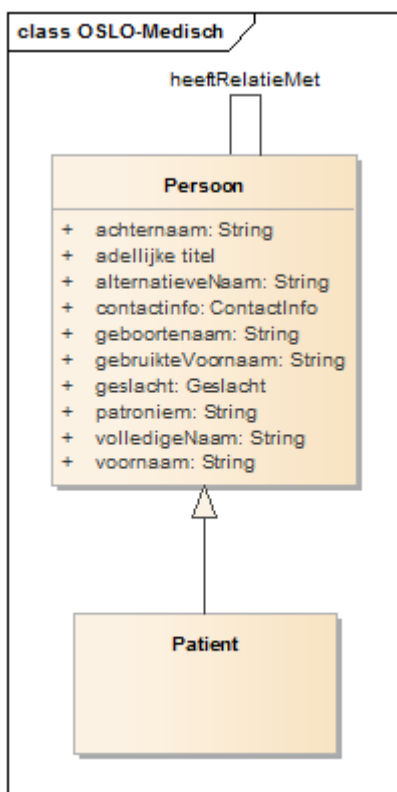 class OSLO-Medisch
heeftRelatieMet
Persoon
+ achternaam: String
+ adellijke titel
+ alternatieveNaam: String
+ contactinfo: ContactInfo
+ geboortenaam: String
+ gebruikteVoornaam: String
+ geslacht: Geslacht
+ patroniem: String
+ volledigeNaam: String
+ voornaam: String
Patient